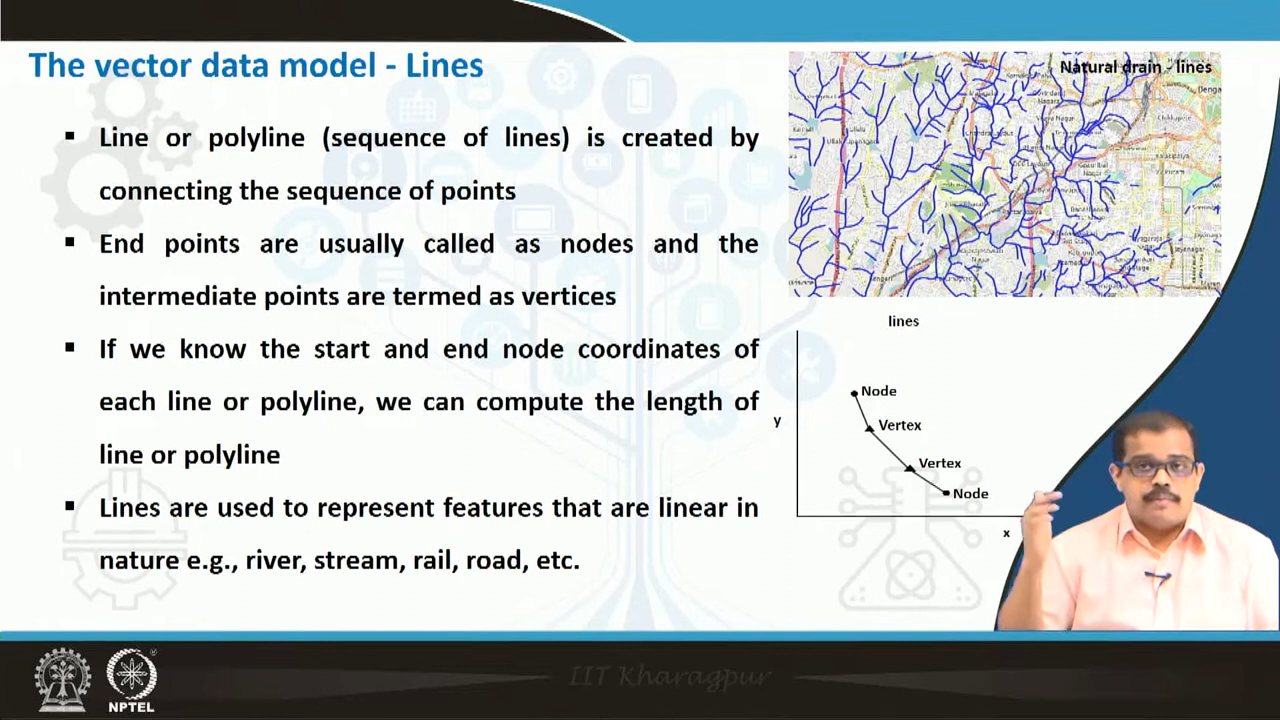 The vector data model - Lines
▪ Line or polyline (sequence of lines) is created by
connecting the sequence of points
▪ End points are usually called as nodes and the
intermediate points are termed as vertices
▪ If we know the start and end node coordinates of
each line or polyline, we can compute the length of
line or polyline
▪ Lines are used to represent features that are linear in
nature e.g., river, stream, rail, road, etc.
Natural drain - lines
lines
Node
y
Vertex
Vertex
Node
x
IIT Kharagpur
NPTEL